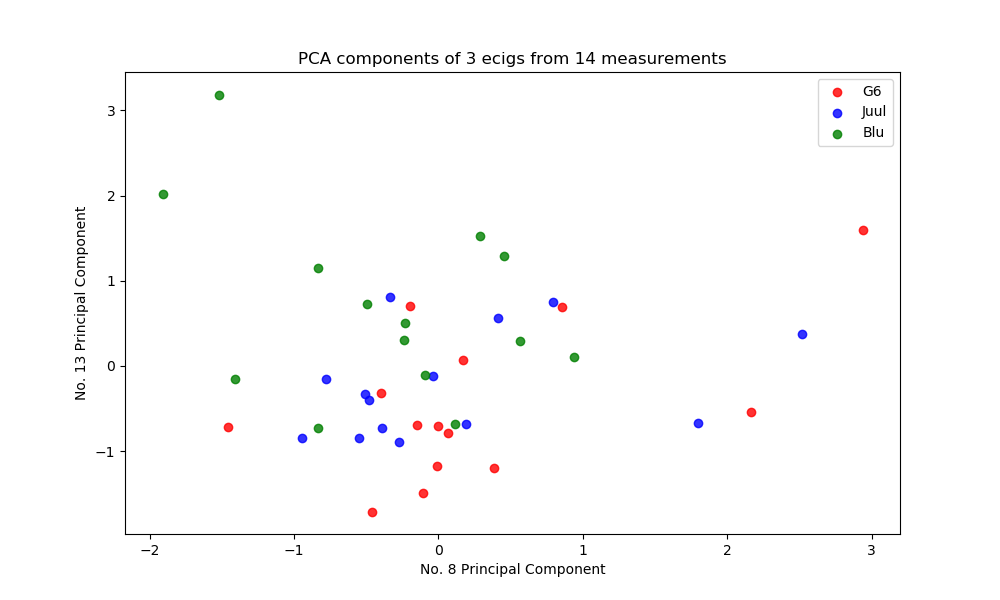 PCA components of 3 ecigs from 14 measurements
G6
Juul
Blu
3
2
1
0
−1
No. 13 Principal Component
−2
−1
0
1
2
3
No. 8 Principal Component